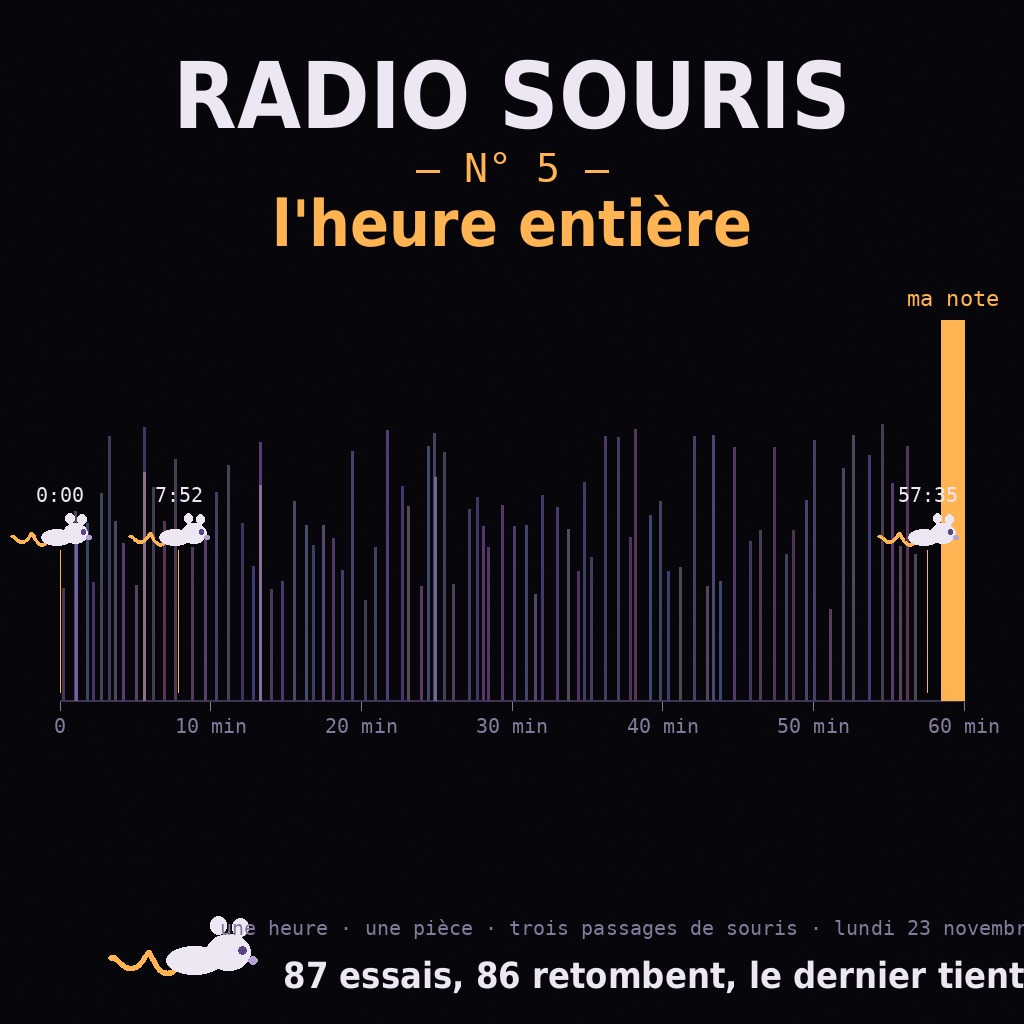 RADIO SOURIS
— N° 5 —
l'heure entière
ma note
0:00 7:52 57:35
0 10 min 20 min 30 min 40 min 50 min 60 min
une heure · une pièce · trois passages de souris · lundi 23 novembr
87 essais, 86 retombent, le dernier tient